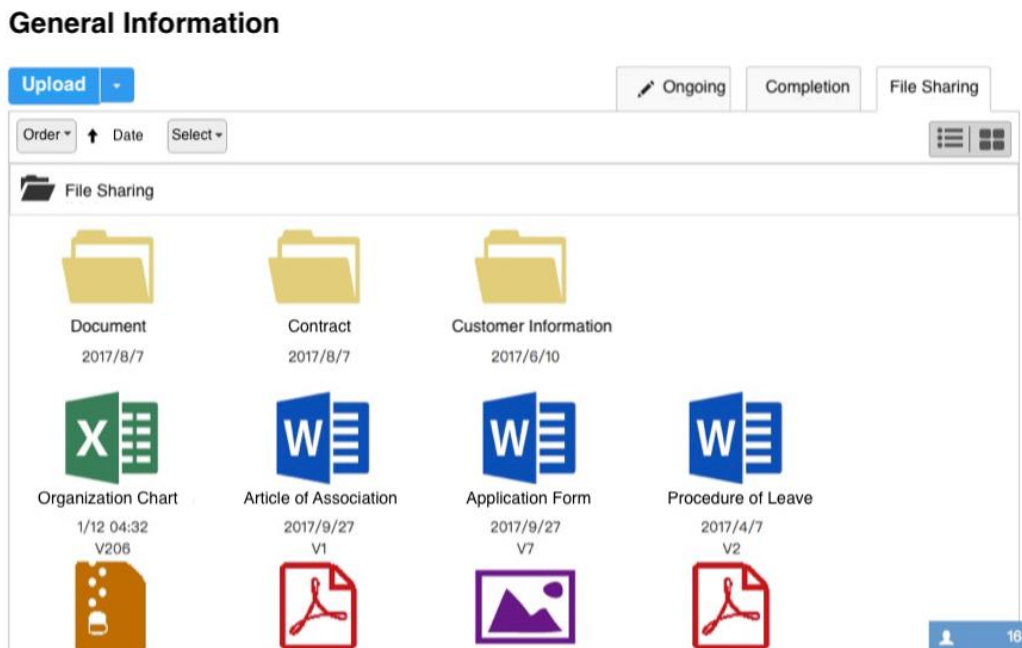 General Information
Upload
Ongoing Completion File Sharing
Order Date Select
File Sharing
Document Contract Customer Information
2017/8/7 2017/8/7 2017/6/10
X W W W
Organization Chart Article of Association Application Form Procedure of Leave
1/12 04:32 2017/9/27 2017/9/27 2017/4/7
V206 V1 V7 V2
16